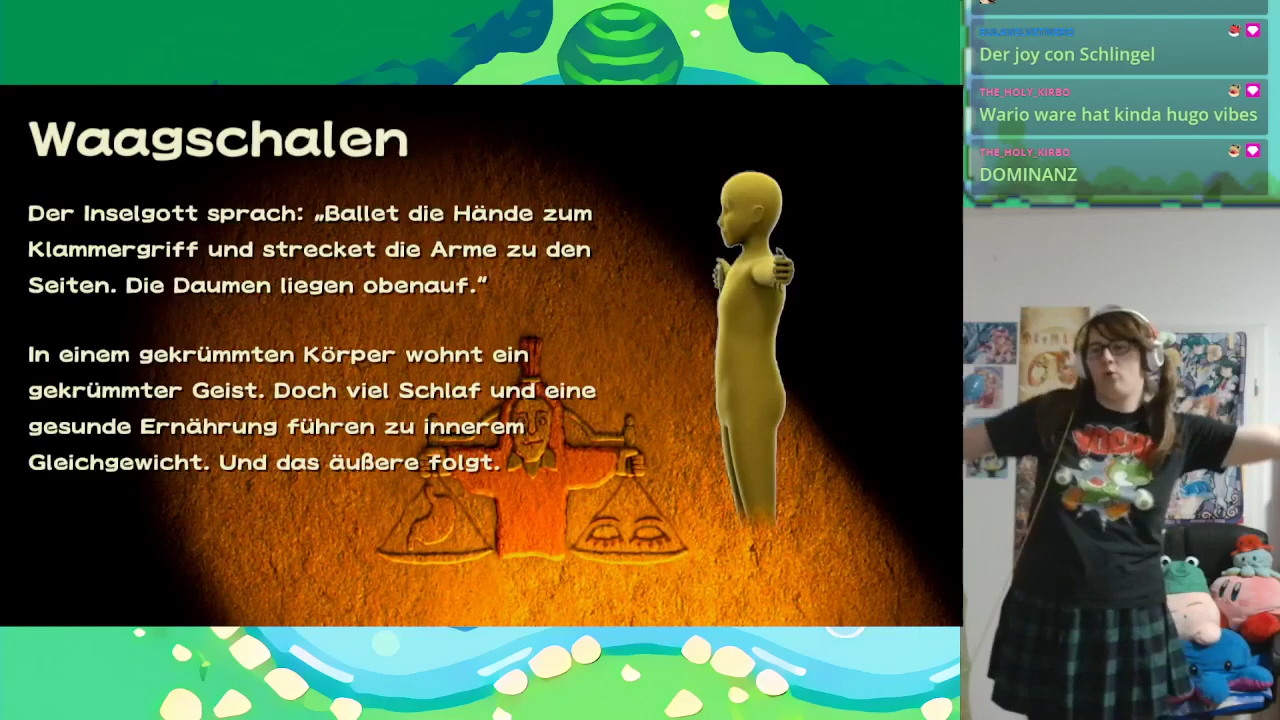 Waagschalen
Der Inselgott sprach: „Ballet die Hände zum
Klammergriff und strecket die Arme zu den
Seiten. Die Daumen liegen obenauf.“
In einem gekrümmten Körper wohnt ein
gekrümmter Geist. Doch viel Schlaf und eine
gesunde Ernährung führen zu innerem
Gleichgewicht. Und das äußere folgt.
Der joy con Schlingel
THE_HOLY_KIRBO
Wario ware hat kinda hugo vibes
THE_HOLY_KIRBO
DOMINANZ